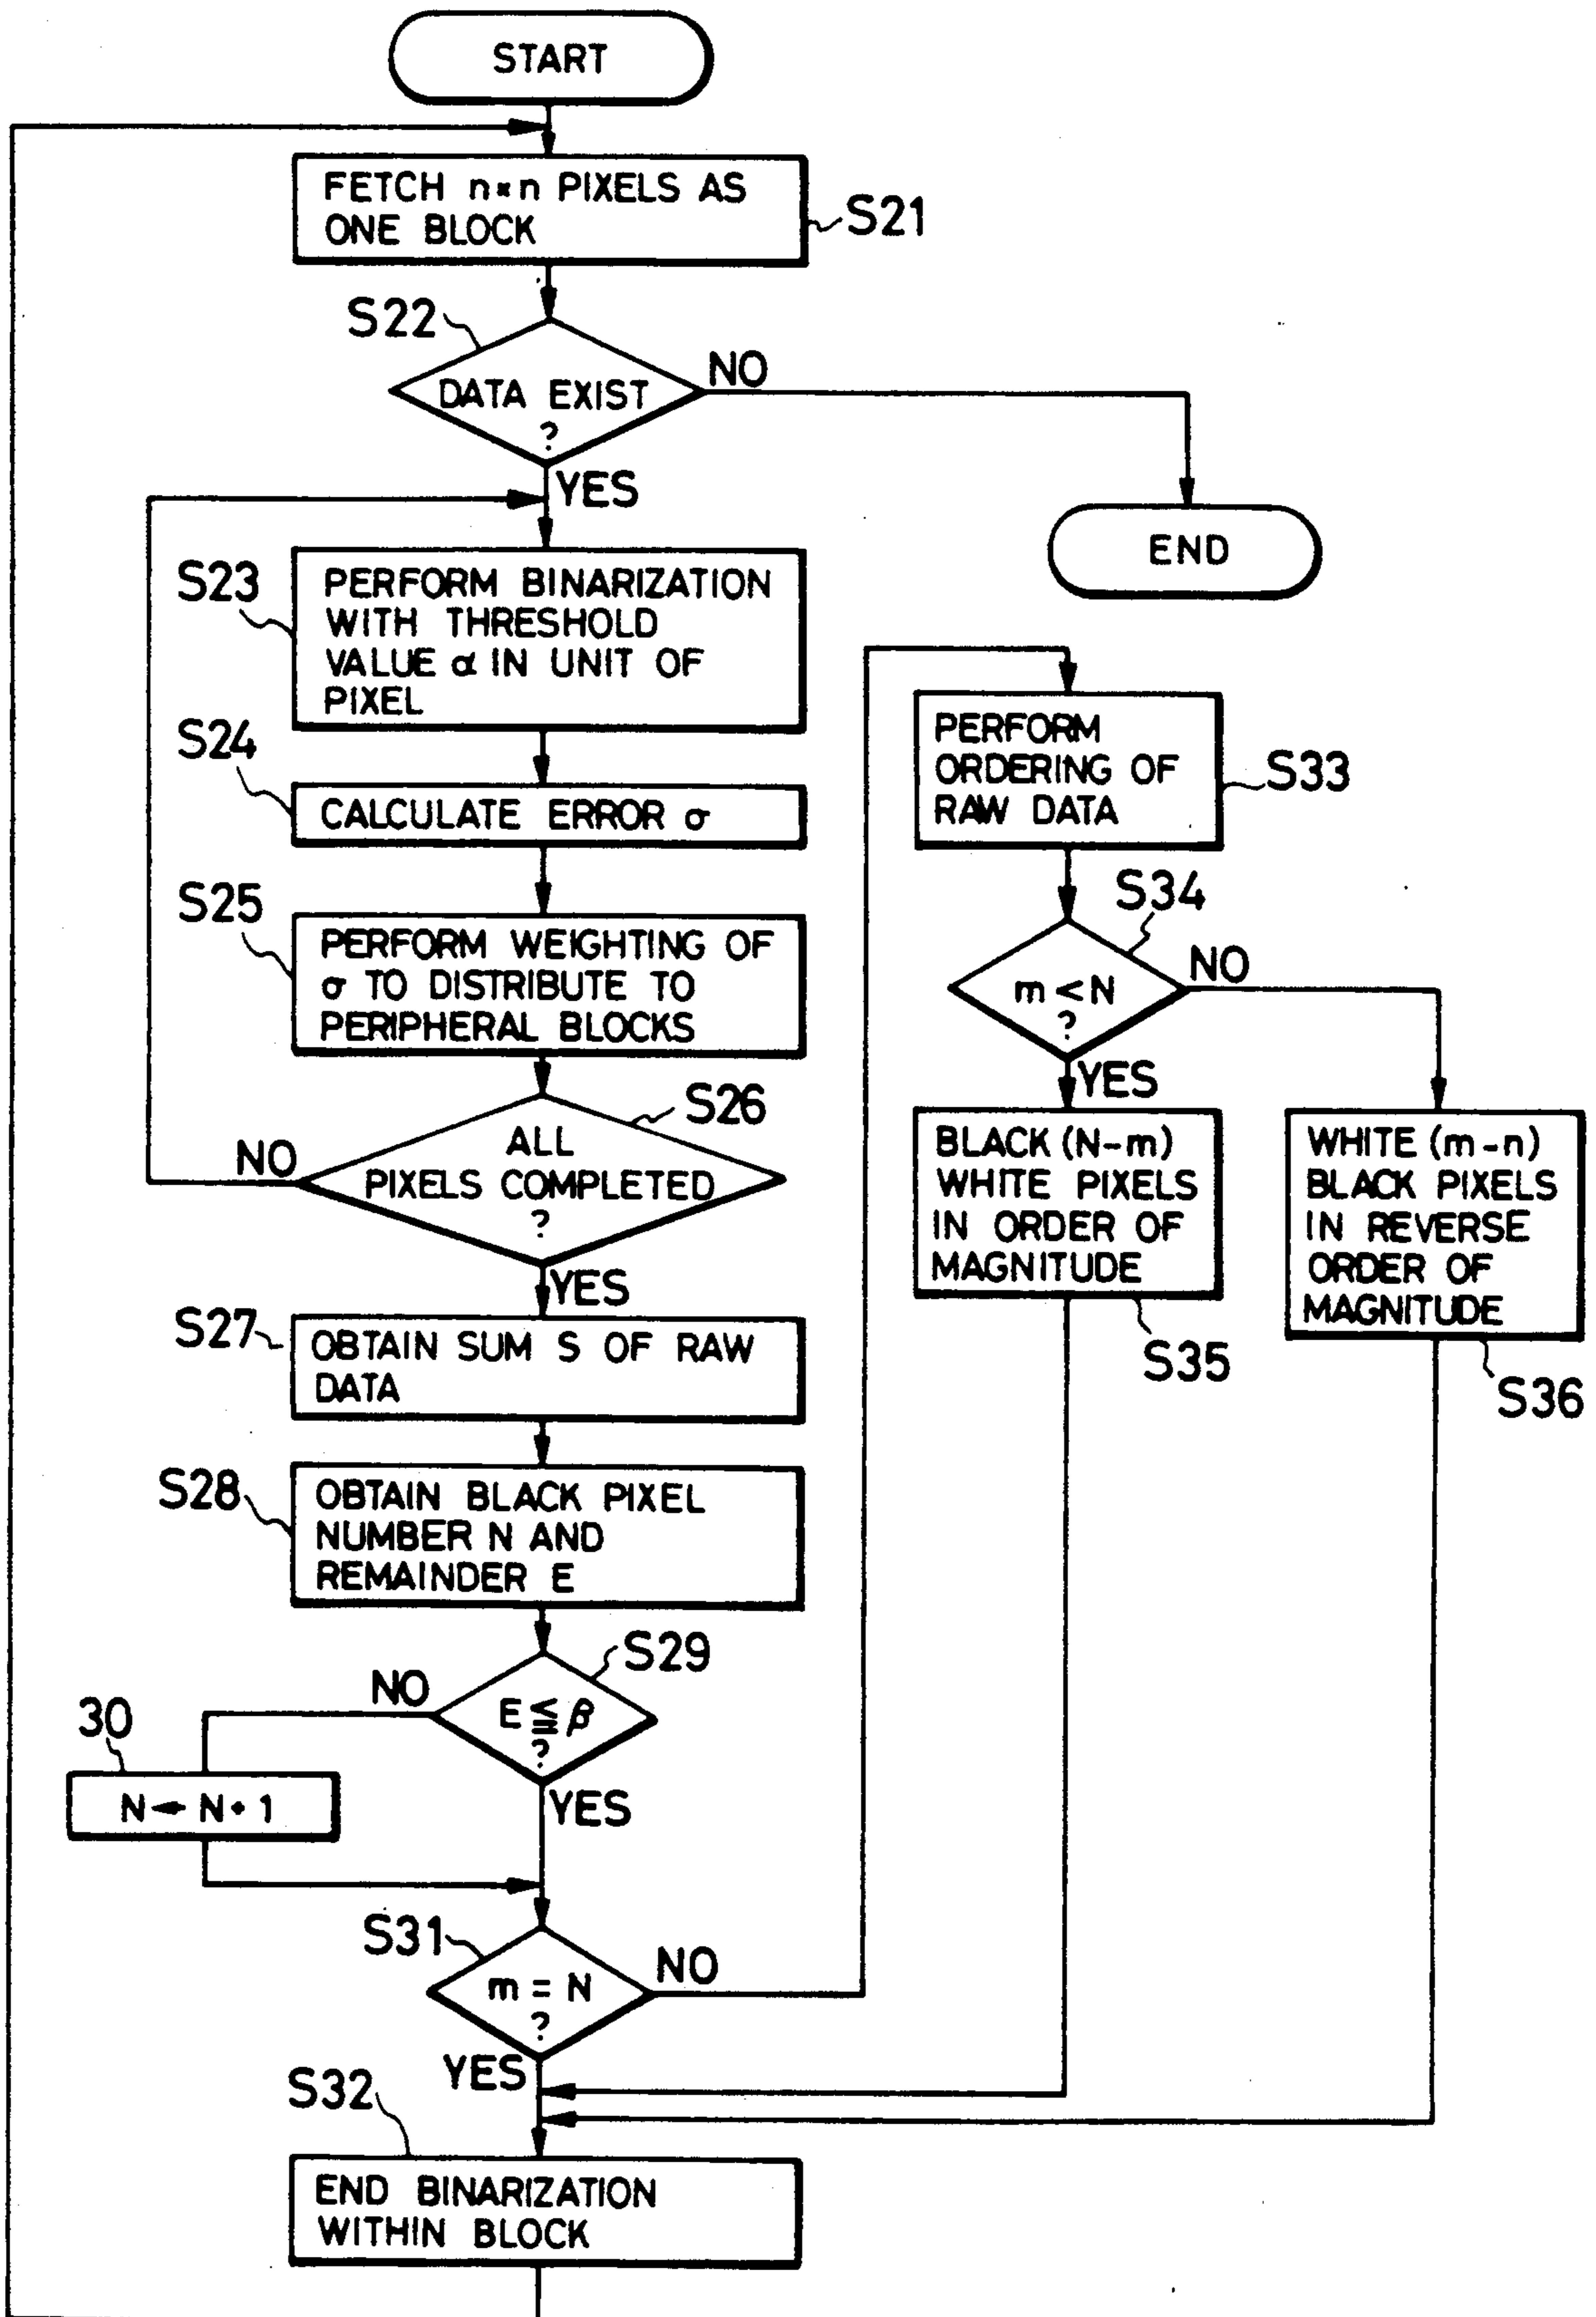 START
FETCH n×n PIXELS AS
ONE BLOCK
S21
S22
DATA EXIST
?
NO
YES
END
S23
PERFORM BINARIZATION
WITH THRESHOLD
VALUE α IN UNIT OF
PIXEL
S24
CALCULATE ERROR σ
S25
PERFORM WEIGHTING OF
σ TO DISTRIBUTE TO
PERIPHERAL BLOCKS
S26
ALL
PIXELS COMPLETED
?
NO
YES
S27
OBTAIN SUM S OF RAW
DATA
S28
OBTAIN BLACK PIXEL
NUMBER N AND
REMAINDER E
S29
E ≦ β
?
NO
YES
30
N ← N+1
S31
m = N
?
NO
YES
S32
END BINARIZATION
WITHIN BLOCK
PERFORM
ORDERING OF
RAW DATA
S33
S34
m < N
?
NO
YES
BLACK (N-m)
WHITE PIXELS
IN ORDER OF
MAGNITUDE
S35
WHITE (m-n)
BLACK PIXELS
IN REVERSE
ORDER OF
MAGNITUDE
S36